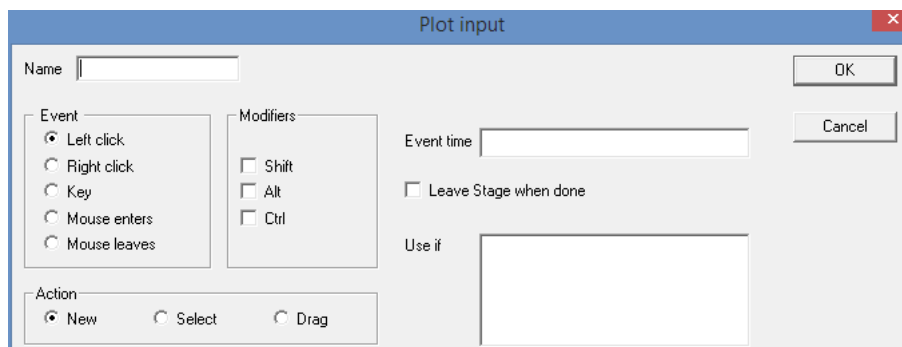 Plot input
Name
OK
Event
Left click
Right click
Key
Mouse enters
Mouse leaves
Modifiers
Shift
Alt
Ctrl
Event time
Cancel
Leave Stage when done
Use if
Action
New Select Drag